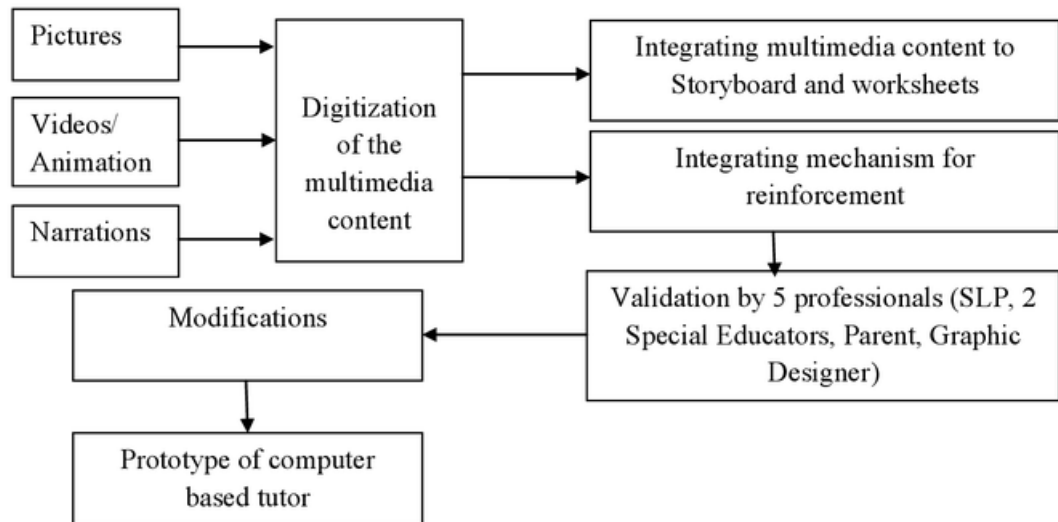 Pictures
Videos/
Animation
Narrations
Digitization
of the
multimedia
content
Integrating multimedia content to
Storyboard and worksheets
Integrating mechanism for
reinforcement
Validation by 5 professionals (SLP, 2
Special Educators, Parent, Graphic
Designer)
Modifications
Prototype of computer
based tutor